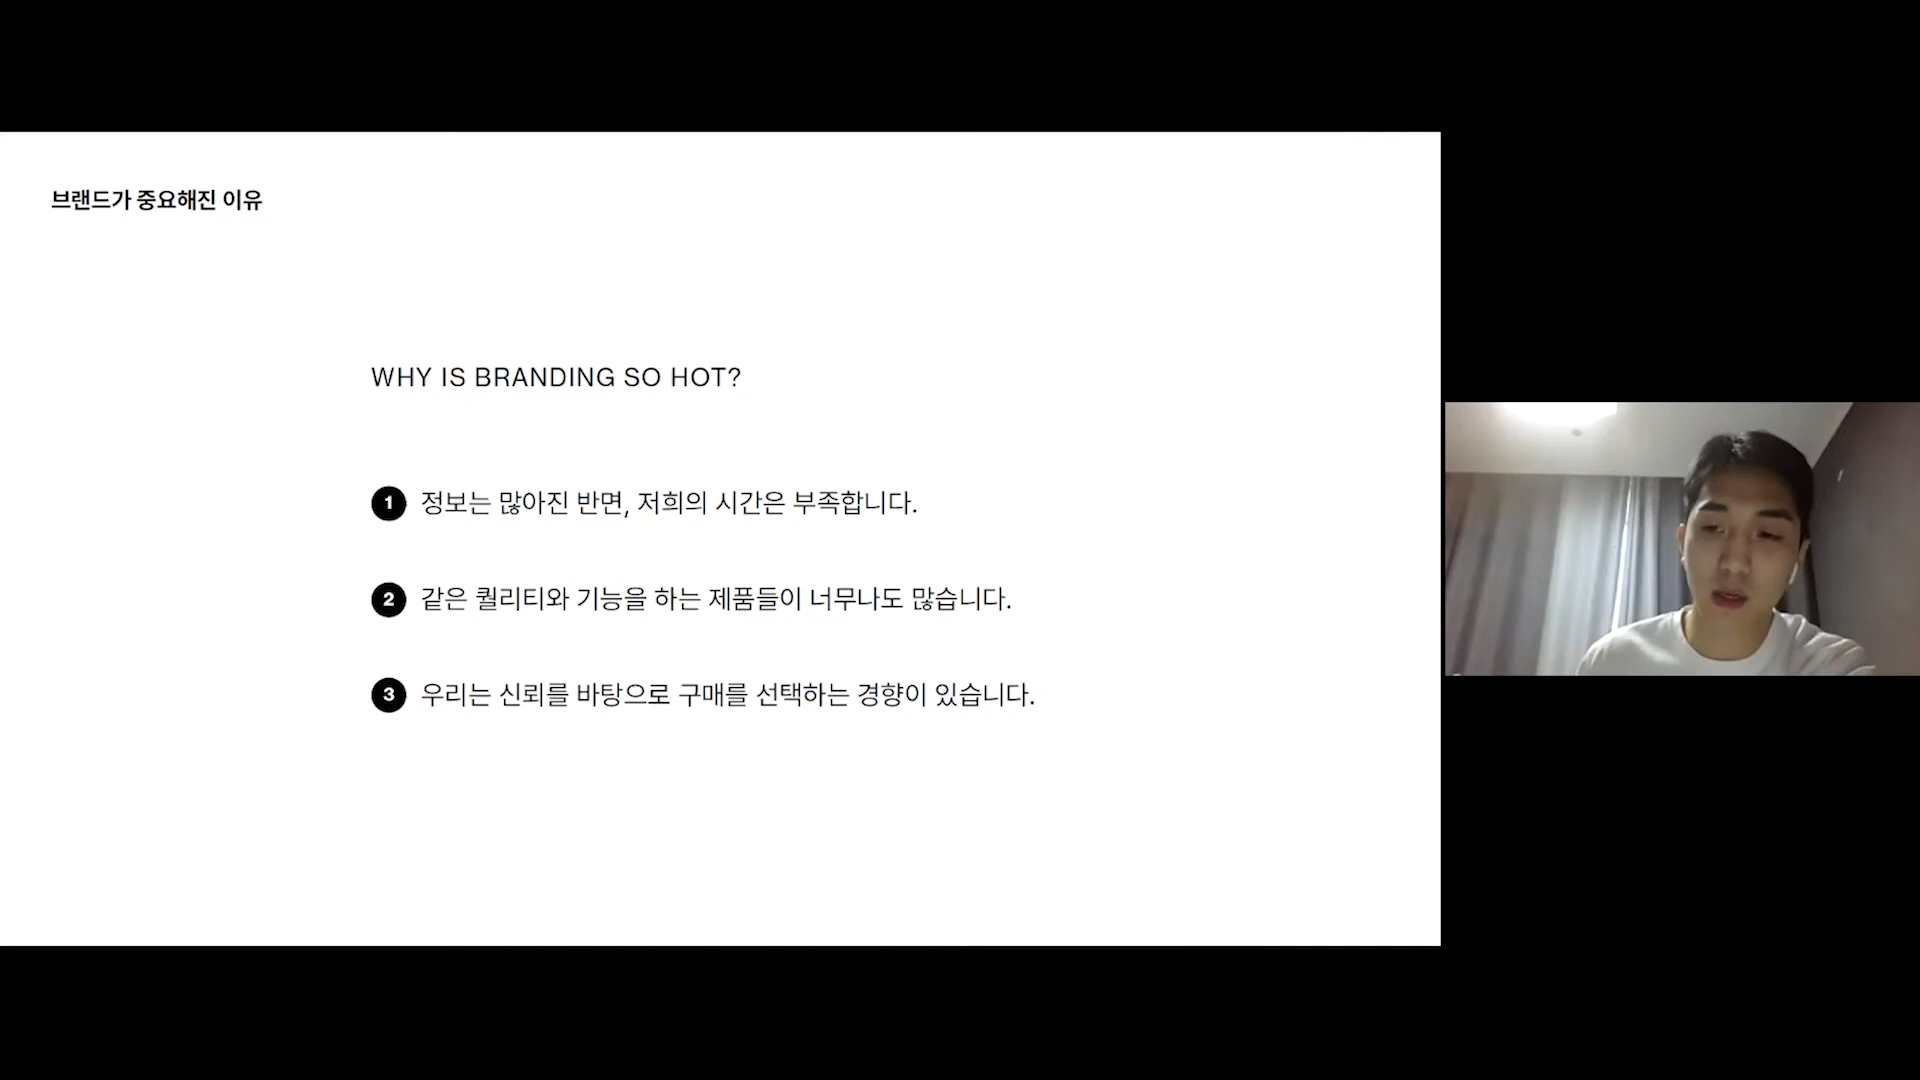 브랜드가 중요해진 이유
WHY IS BRANDING SO HOT?
1 정보는 많아진 반면, 저희의 시간은 부족합니다.
2 같은 퀄리티와 기능을 하는 제품들이 너무나도 많습니다.
3 우리는 신뢰를 바탕으로 구매를 선택하는 경향이 있습니다.